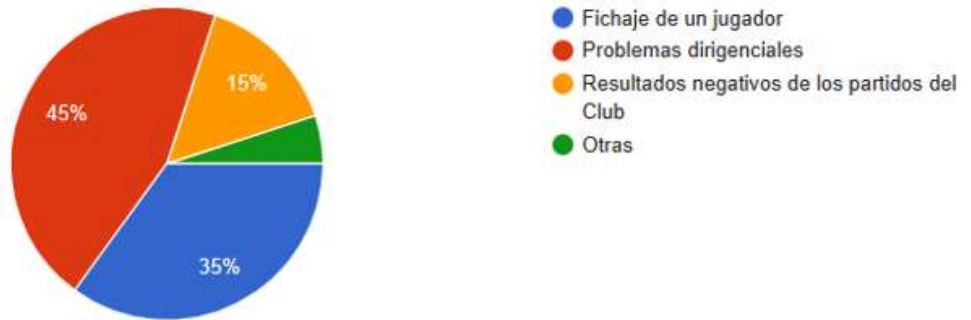 45%
15%
35%
Fichaje de un jugador
Problemas dirigenciales
Resultados negativos de los partidos del
Club
Otras